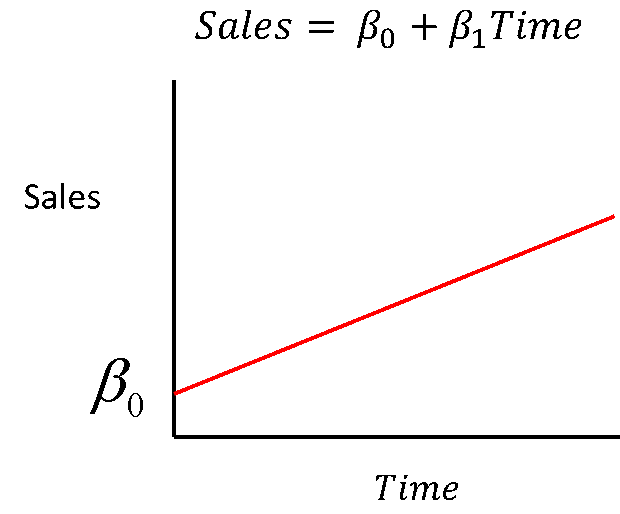 Sales = β₀ + β₁Time
Sales
β₀
Time